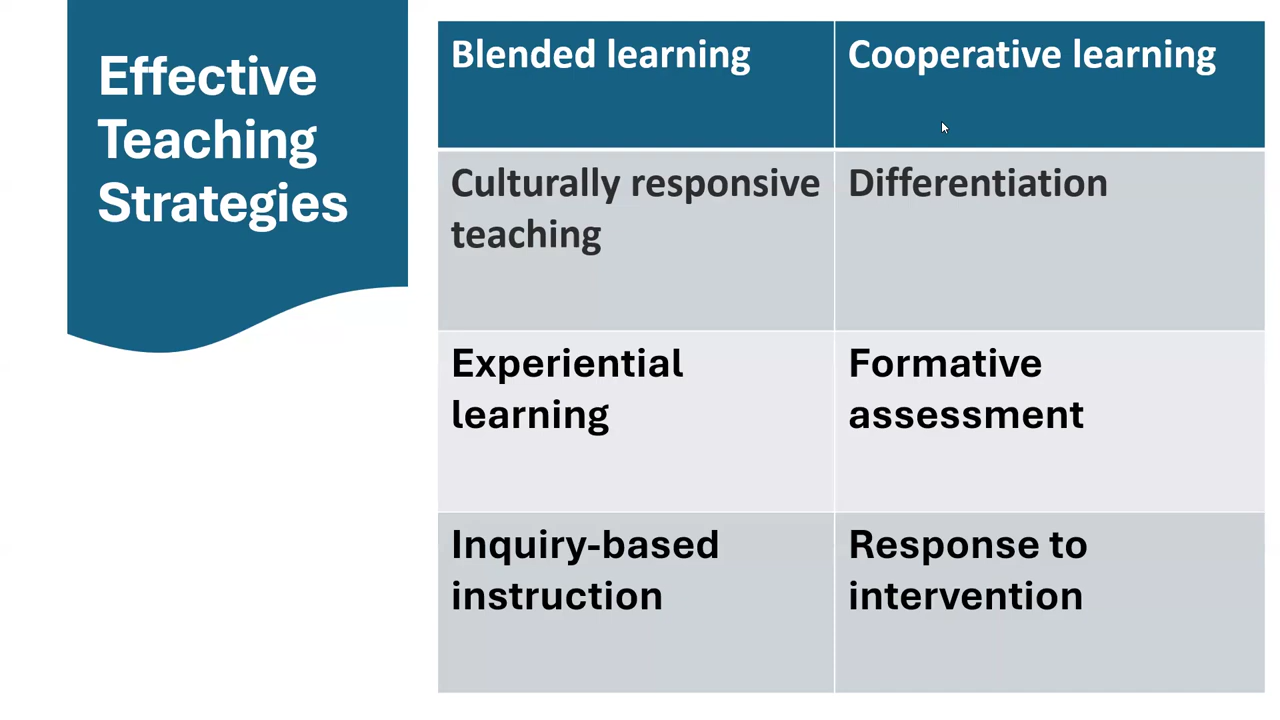 Effective
Teaching
Strategies
Blended learning
Cooperative learning
Culturally responsive
teaching
Differentiation
Experiential
learning
Formative
assessment
Inquiry-based
instruction
Response to
intervention